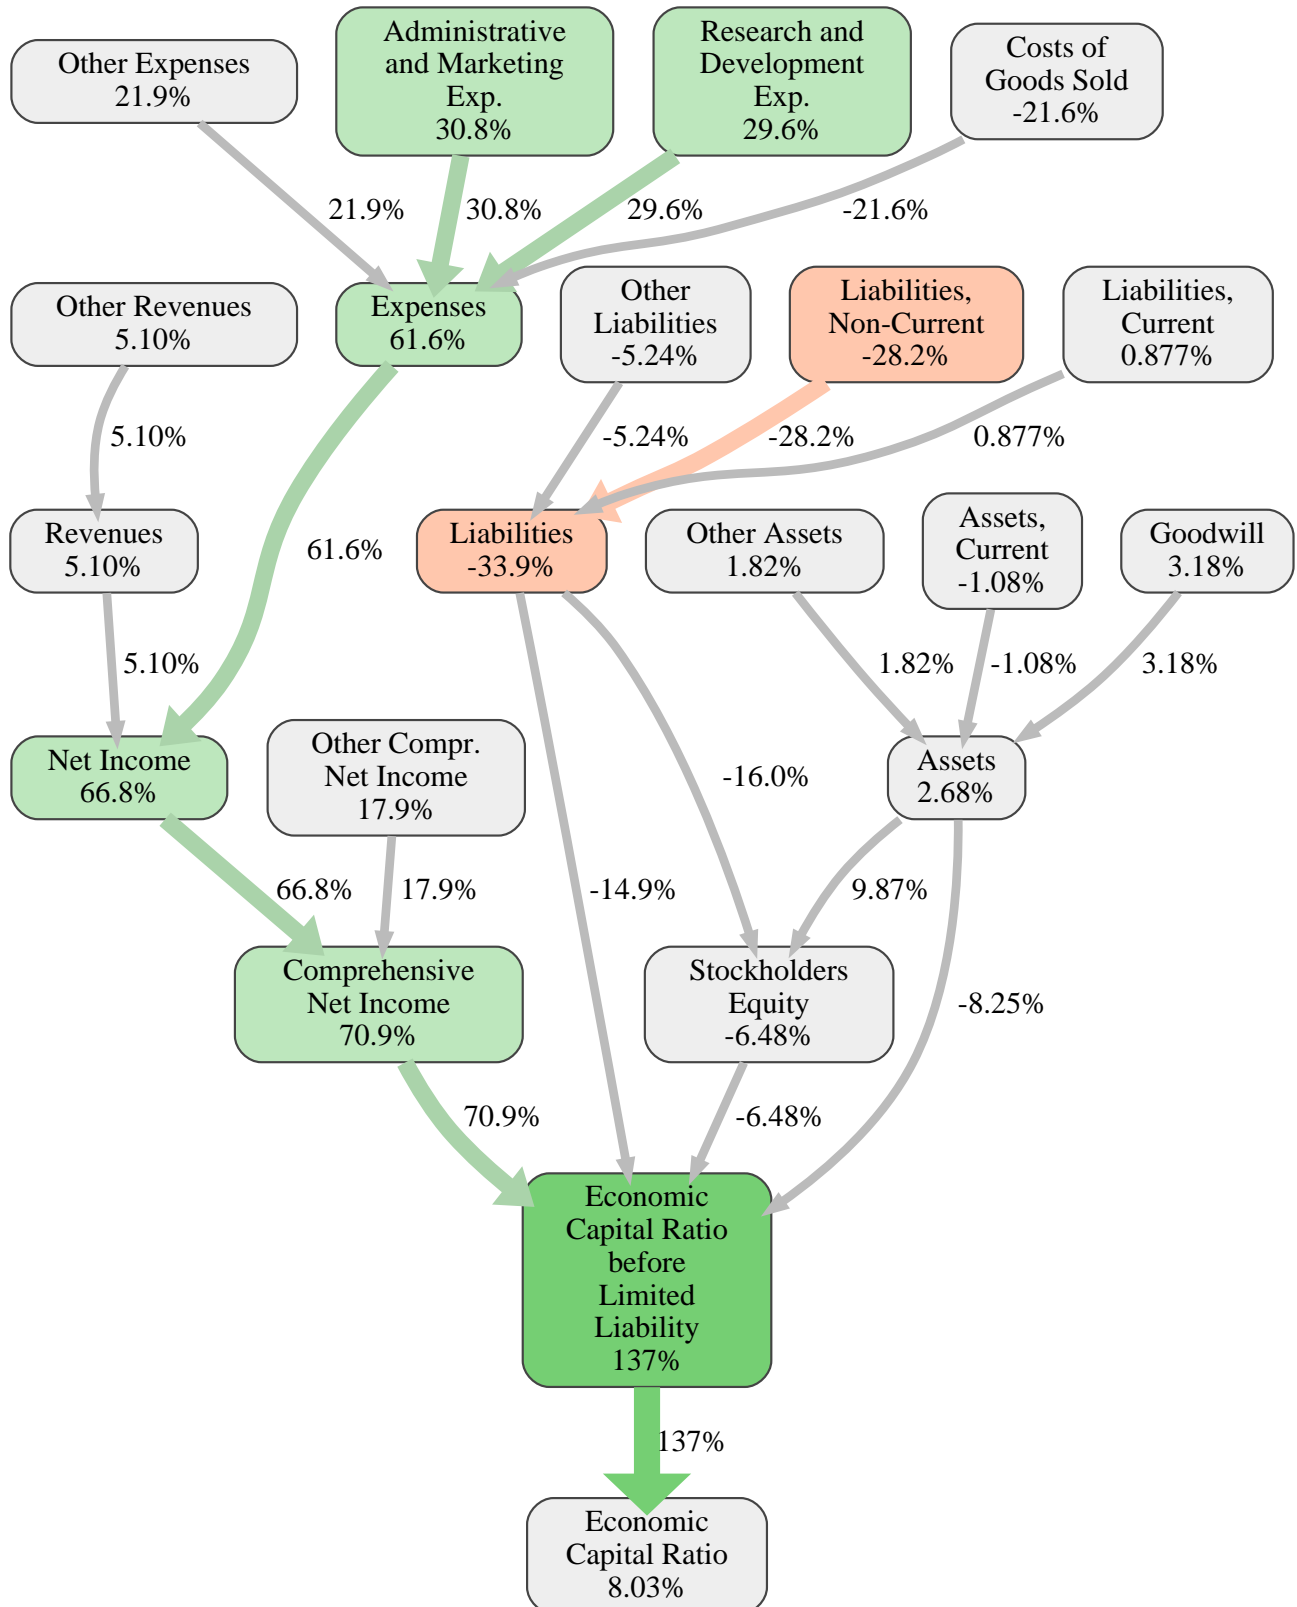 Other Expenses
21.9%
Administrative
and Marketing
Exp.
30.8%
Research and
Development
Exp.
29.6%
Costs of
Goods Sold
-21.6%
21.9%
30.8%
29.6%
-21.6%
Other Revenues
5.10%
Expenses
61.6%
Other
Liabilities
-5.24%
Liabilities,
Non-Current
-28.2%
Liabilities,
Current
0.877%
5.10%
-5.24%
-28.2%
0.877%
Revenues
5.10%
61.6%
Liabilities
-33.9%
Other Assets
1.82%
Assets,
Current
-1.08%
Goodwill
3.18%
5.10%
1.82%
-1.08%
3.18%
Net Income
66.8%
Other Compr.
Net Income
17.9%
-16.0%
Assets
2.68%
66.8%
17.9%
-14.9%
9.87%
Comprehensive
Net Income
70.9%
Stockholders
Equity
-6.48%
-8.25%
70.9%
-6.48%
Economic
Capital Ratio
before
Limited
Liability
137%
137%
Economic
Capital Ratio
8.03%